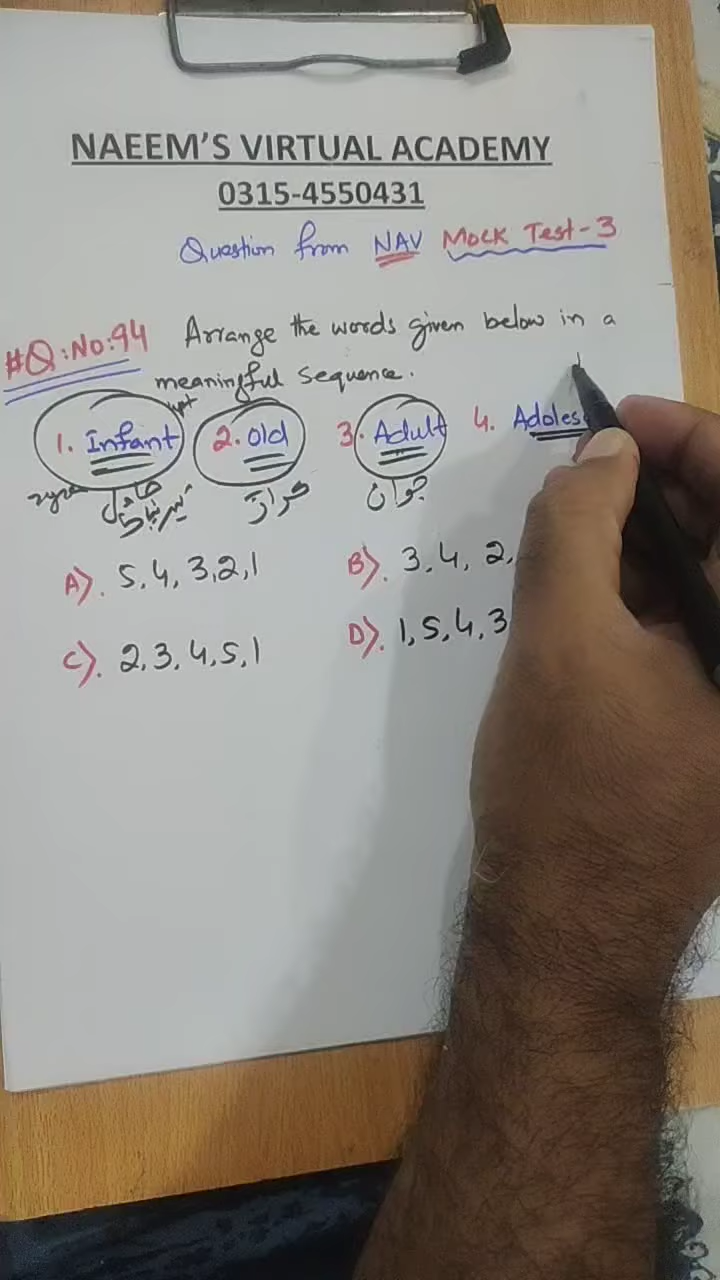 NAEEM'S VIRTUAL ACADEMY
0315-4550431
Question from NAV Mock Test-3
#Q:No:94 Arrange the words given below in a
meaningful sequence.
1. Infant 2. Old 3. Adult 4. Adoles
جوان
A). 5, 4, 3, 2, 1 B). 3, 4, 2,
C). 2, 3, 4, 5, 1 D). 1, 5, 4, 3